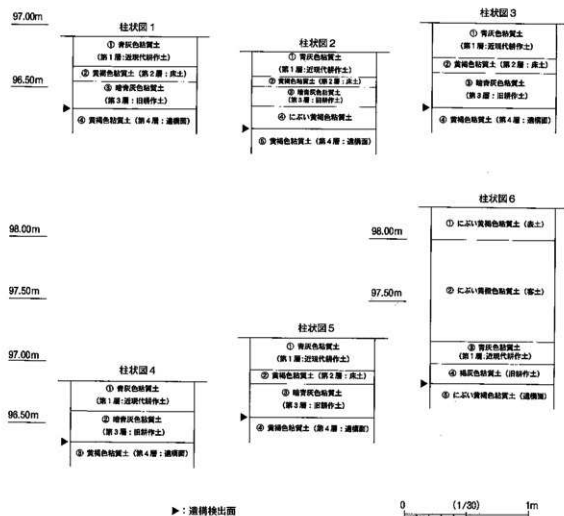 柱状図1
97.00m
① 青灰色粘質土
(第1層:近現代耕作土)
② 黄褐色粘質土 (第2層:床土)
96.50m
③ 暗青灰色粘質土
(第3層:旧耕作土)
④ 黄褐色粘質土 (第4層:遺構面)
柱状図2
① 青灰色粘質土
(第1層:近現代耕作土)
② 黄褐色粘質土 (第2層:床土)
③ 暗青灰色粘質土
(第3層:旧耕作土)
④ にぶい黄褐色粘質土
⑤ 黄褐色粘質土 (第4層:遺構面)
柱状図3
① 青灰色粘質土
(第1層:近現代耕作土)
② 黄褐色粘質土 (第2層:床土)
③ 暗青灰色粘質土
(第3層:旧耕作土)
④ 黄褐色粘質土 (第4層:遺構面)
98.00m
97.50m
97.00m
98.50m
柱状図4
① 青灰色粘質土
(第1層:近現代耕作土)
② 暗青灰色粘質土
(第3層:旧耕作土)
③ 黄褐色粘質土 (第4層:遺構面)
柱状図5
① 青灰色粘質土
(第1層:近現代耕作土)
② 黄褐色粘質土 (第2層:床土)
③ 暗青灰色粘質土
(第3層:旧耕作土)
④ 黄褐色粘質土 (第4層:遺構面)
柱状図6
98.00m
97.50m
① にぶい黄褐色粘質土 (表土)
② にぶい黄橙色粘質土 (客土)
③ 青灰色粘質土
(第1層:近現代耕作土)
④ 褐灰色粘質土 (旧耕作土)
⑤ にぶい黄褐色粘質土 (遺構面)
▶:遺構検出面
0 (1/30) 1m